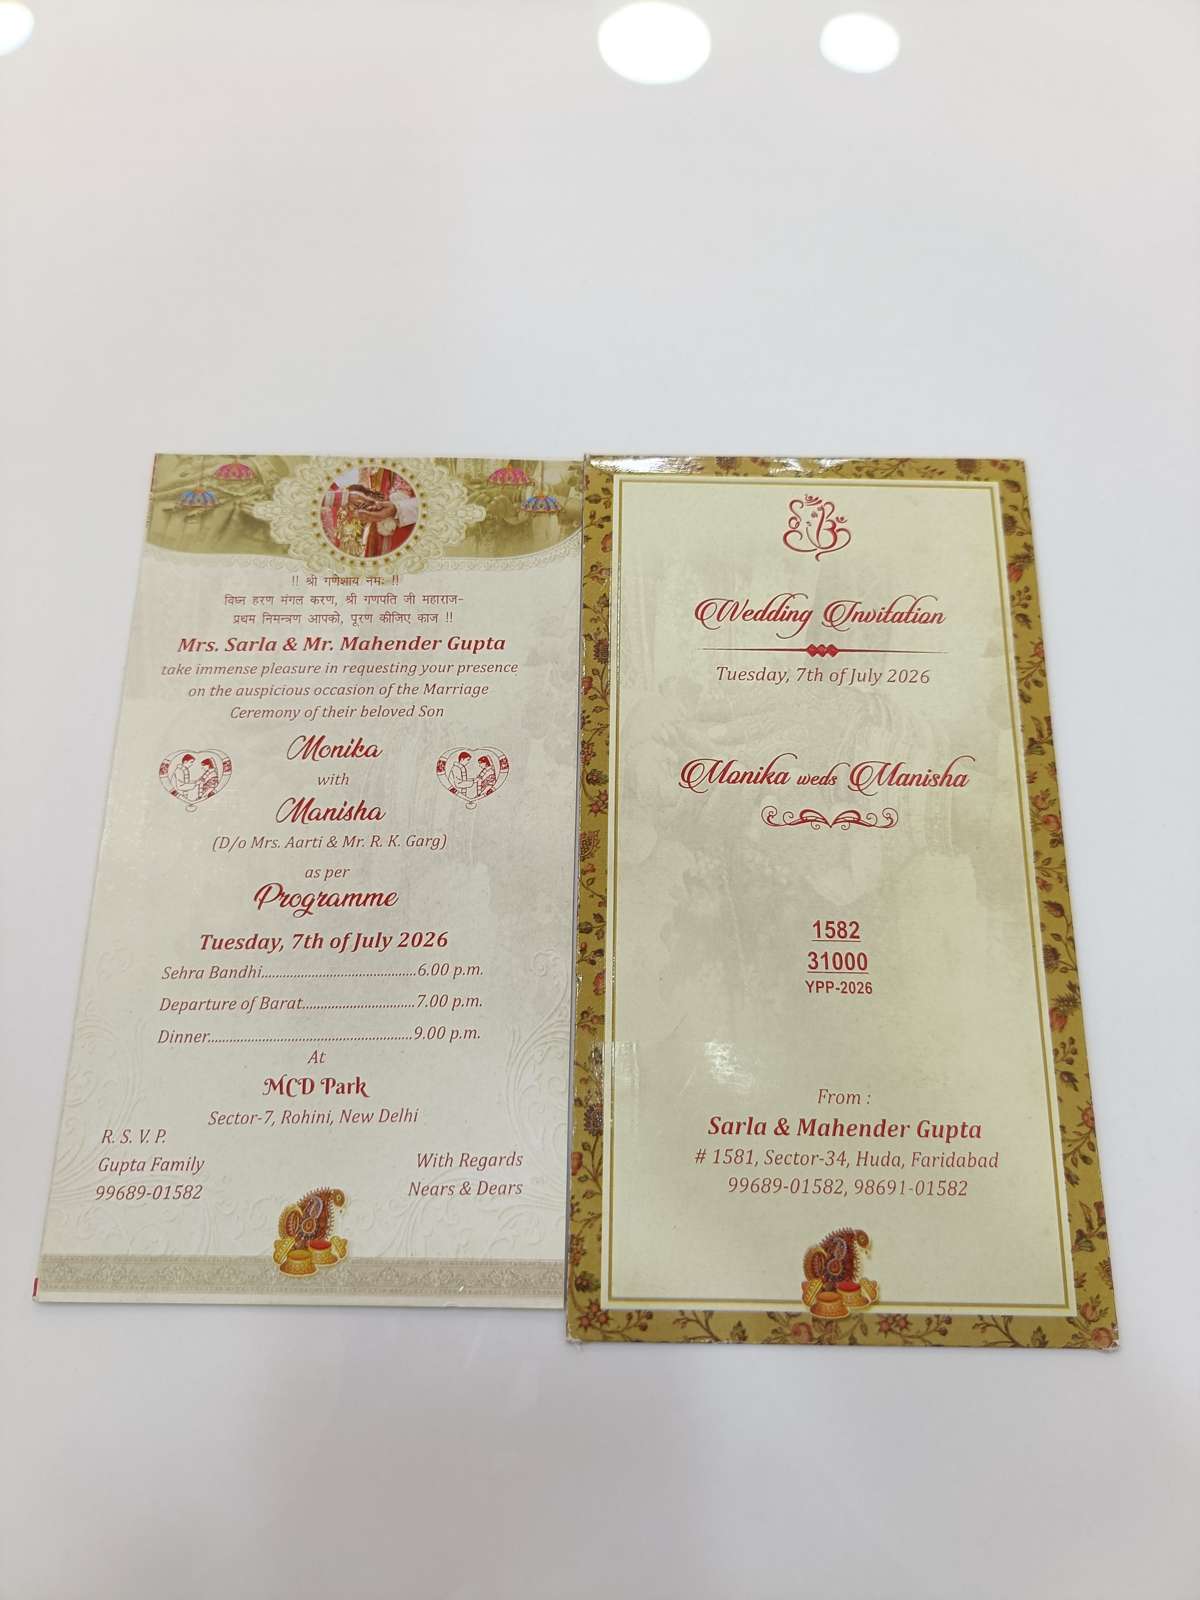 !! श्री गणेशाय नमः !!
विघ्न हरण मंगल करण, श्री गणपति जी महाराज-
प्रथम निमन्त्रण आपको, पूरण कीजिए काज !!
Mrs. Sarla & Mr. Mahender Gupta
take immense pleasure in requesting your presence
on the auspicious occasion of the Marriage
Ceremony of their beloved Son
Monika
with
Manisha
(D/o Mrs. Aarti & Mr. R. K. Garg)
as per
Programme
Tuesday, 7th of July 2026
Sehra Bandhi...........................................6.00 p.m.
Departure of Barat...............................7.00 p.m.
Dinner.........................................................9.00 p.m.
At
MCD Park
Sector-7, Rohini, New Delhi
R. S. V. P.
Gupta Family
99689-01582
With Regards
Nears & Dears
Wedding Invitation
Tuesday, 7th of July 2026
Monika weds Manisha
1582
31000
YPP-2026
From :
Sarla & Mahender Gupta
# 1581, Sector-34, Huda, Faridabad
99689-01582, 98691-01582